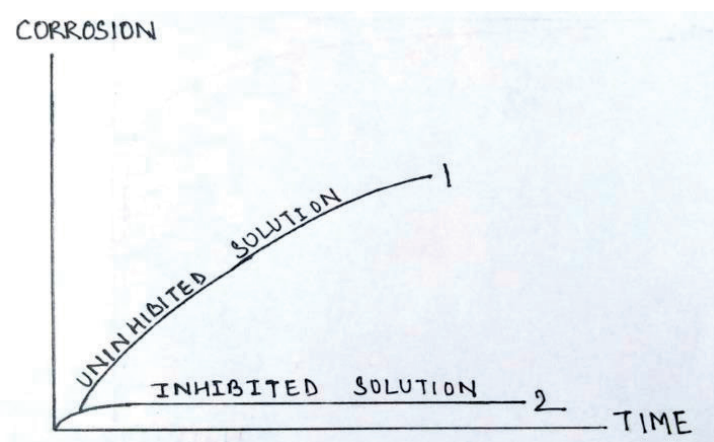 CORROSION
1
UNINHIBITED SOLUTION
INHIBITED SOLUTION 2
TIME